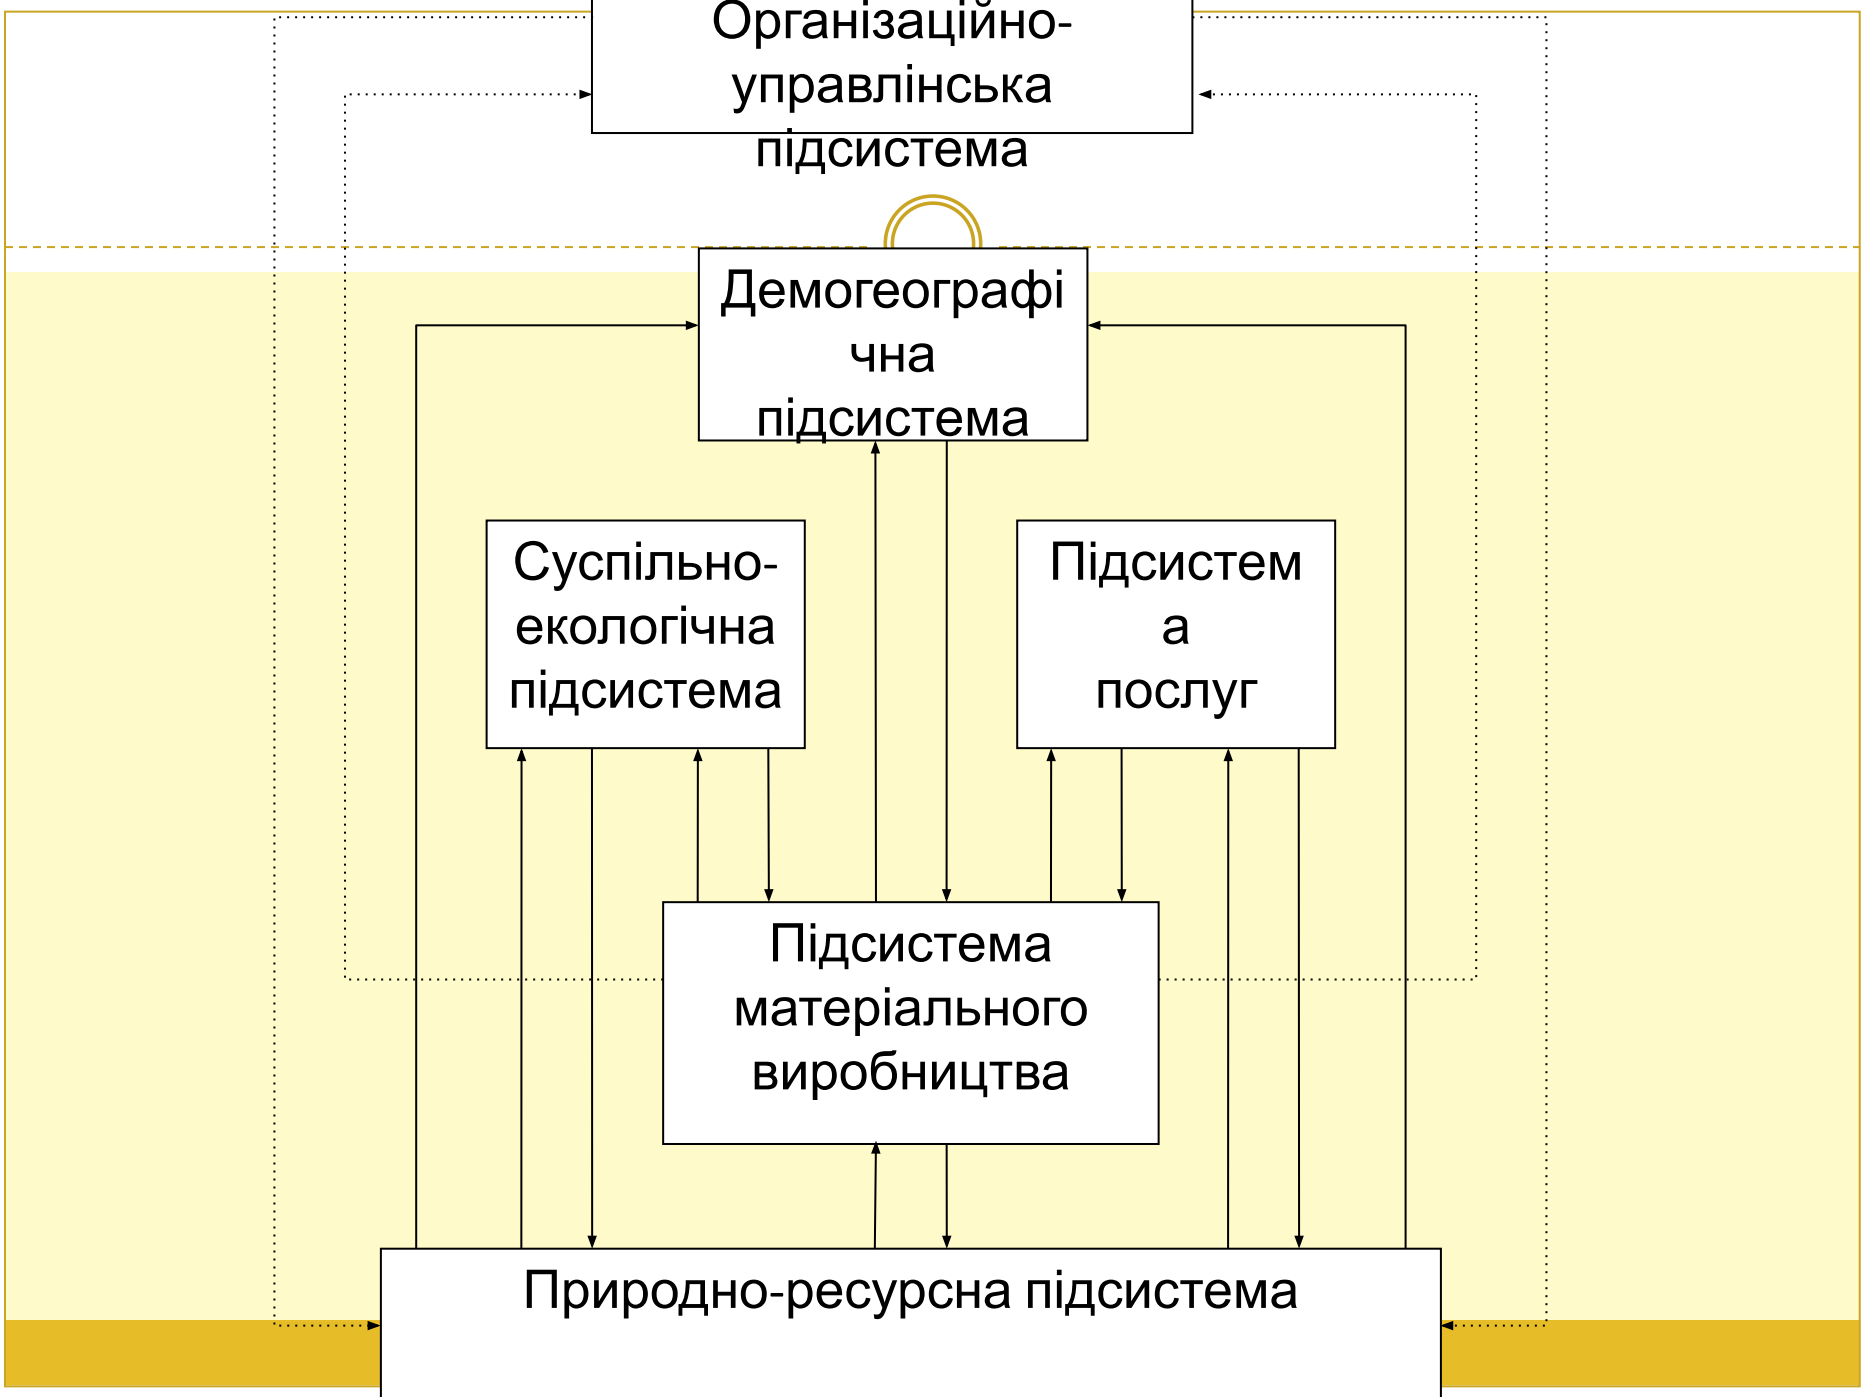 Організаційно-
управлінська
підсистема
Демогеографі
чна
підсистема
Суспільно-
екологічна
підсистема
Підсистем
а
послуг
Підсистема
матеріального
виробництва
Природно-ресурсна підсистема